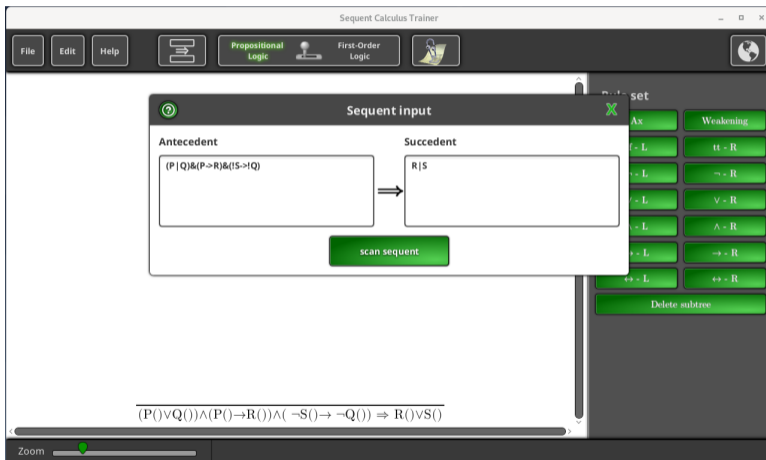 Sequent Calculus Trainer
File Edit Help Propositional Logic First-Order Logic
Sequent input
Antecedent Succedent
(P|Q)&(P->R)&(!S->!Q) ⇒ R|S
scan sequent
set
Ax Weakening
- L tt - R
- L ¬ - R
- L ∨ - R
- L ∧ - R
- L → - R
↔ - L ↔ - R
Delete subtree
(P()∨Q())∧(P()→R())∧( ¬S()→ ¬Q()) ⇒ R()∨S()
Zoom